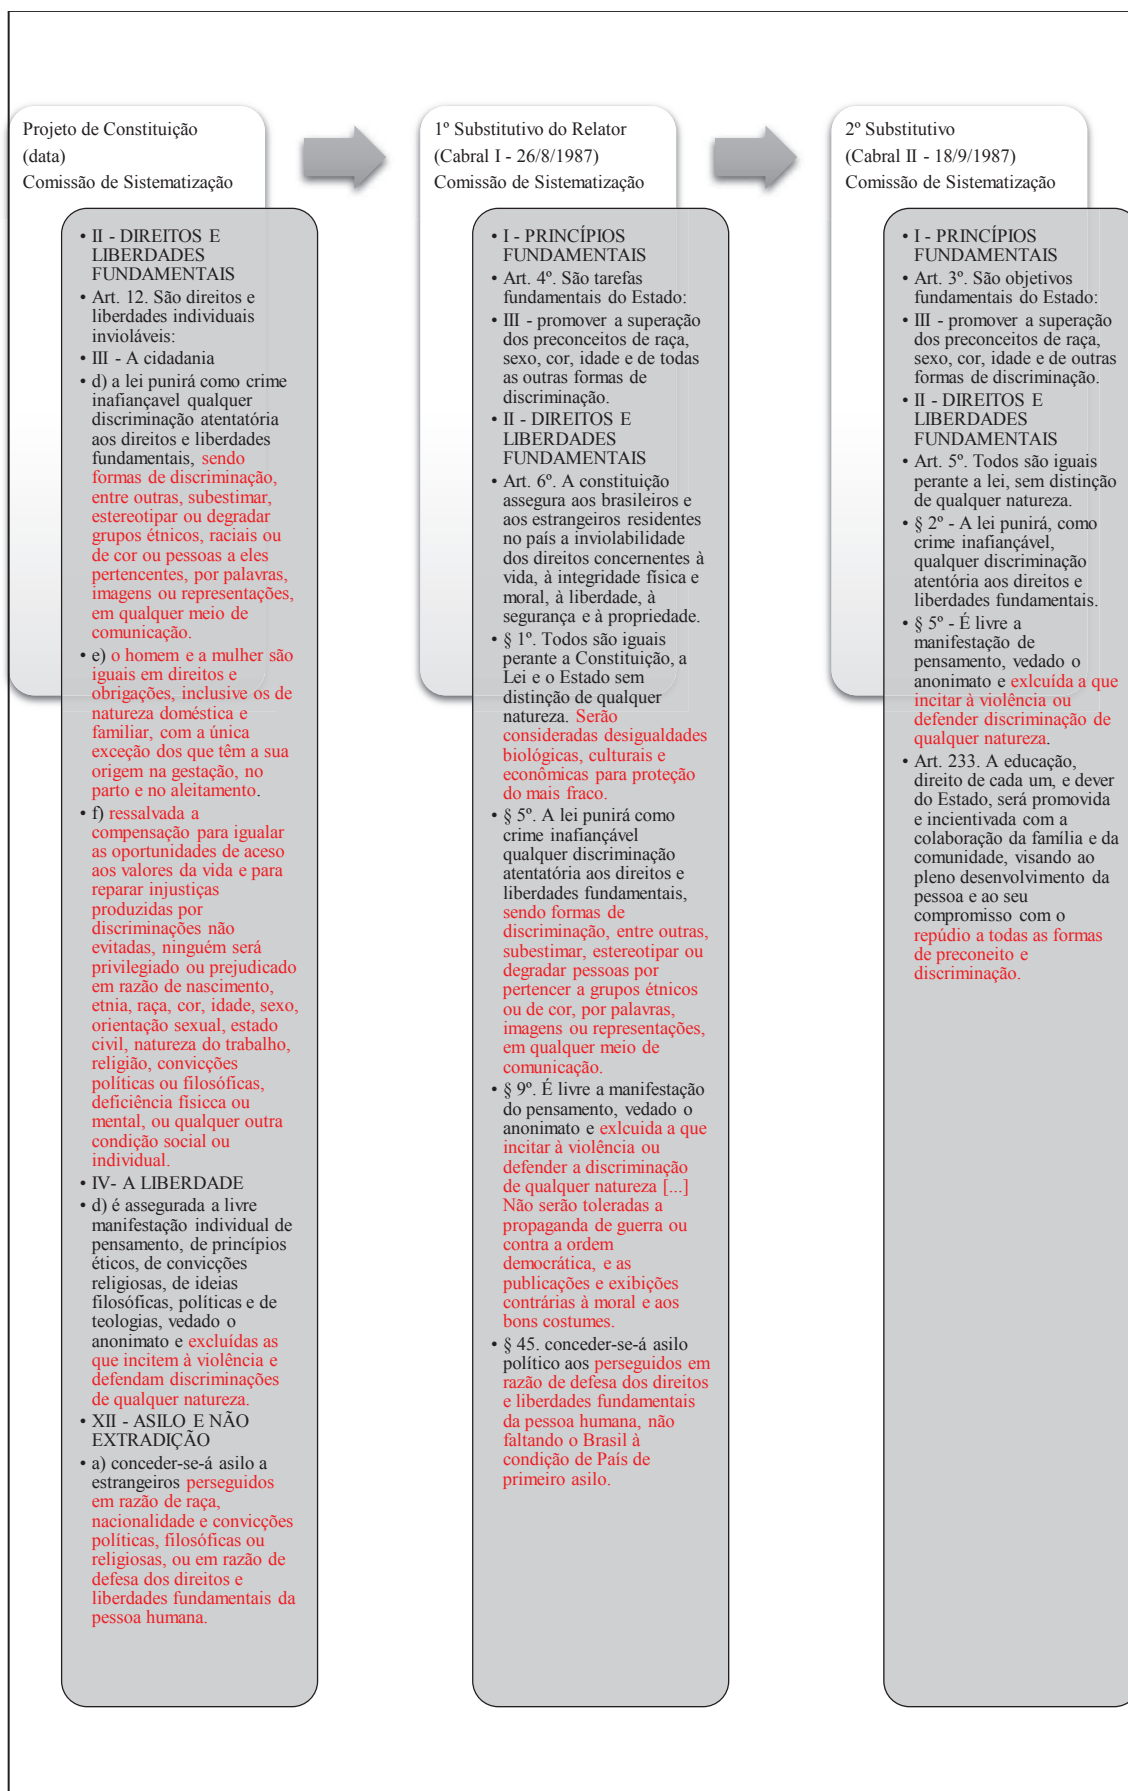 Projeto de Constituição
(data)
Comissão de Sistematização
• II - DIREITOS E
LIBERDADES
FUNDAMENTAIS
• Art. 12. São direitos e
liberdades individuais
invioláveis:
• III - A cidadania
• d) a lei punirá como crime
inafiançavel qualquer
discriminação atentatória
aos direitos e liberdades
fundamentais, sendo
formas de discriminação,
entre outras, subestimar,
estereotipar ou degradar
grupos étnicos, raciais ou
de cor ou pessoas a eles
pertencentes, por palavras,
imagens ou representações,
em qualquer meio de
comunicação.
• e) o homem e a mulher são
iguais em direitos e
obrigações, inclusive os de
natureza doméstica e
familiar, com a única
exceção dos que têm a sua
origem na gestação, no
parto e no aleitamento.
• f) ressalvada a
compensação para igualar
as oportunidades de aceso
aos valores da vida e para
reparar injustiças
produzidas por
discriminações não
evitadas, ninguém será
privilegiado ou prejudicado
em razão de nascimento,
etnia, raça, cor, idade, sexo,
orientação sexual, estado
civil, natureza do trabalho,
religião, convicções
políticas ou filosóficas,
deficiência físicca ou
mental, ou qualquer outra
condição social ou
individual.
• IV- A LIBERDADE
• d) é assegurada a livre
manifestação individual de
pensamento, de princípios
éticos, de convicções
religiosas, de ideias
filosóficas, políticas e de
teologias, vedado o
anonimato e excluídas as
que incitem à violência e
defendam discriminações
de qualquer natureza.
• XII - ASILO E NÃO
EXTRADIÇÃO
• a) conceder-se-á asilo a
estrangeiros perseguidos
em razão de raça,
nacionalidade e convicções
políticas, filosóficas ou
religiosas, ou em razão de
defesa dos direitos e
liberdades fundamentais da
pessoa humana.
1º Substitutivo do Relator
(Cabral I - 26/8/1987)
Comissão de Sistematização
• I - PRINCÍPIOS
FUNDAMENTAIS
• Art. 4º. São tarefas
fundamentais do Estado:
• III - promover a superação
dos preconceitos de raça,
sexo, cor, idade e de todas
as outras formas de
discriminação.
• II - DIREITOS E
LIBERDADES
FUNDAMENTAIS
• Art. 6º. A constituição
assegura aos brasileiros e
aos estrangeiros residentes
no país a inviolabilidade
dos direitos concernentes à
vida, à integridade física e
moral, à liberdade, à
segurança e à propriedade.
• § 1º. Todos são iguais
perante a Constituição, a
Lei e o Estado sem
distinção de qualquer
natureza. Serão
consideradas desigualdades
biológicas, culturais e
econômicas para proteção
do mais fraco.
• § 5º. A lei punirá como
crime inafiançável
qualquer discriminação
atentatória aos direitos e
liberdades fundamentais,
sendo formas de
discriminação, entre outras,
subestimar, estereotipar ou
degradar pessoas por
pertencer a grupos étnicos
ou de cor, por palavras,
imagens ou representações,
em qualquer meio de
comunicação.
• § 9º. É livre a manifestação
do pensamento, vedado o
anonimato e exlcuida a que
incitar à violência ou
defender a discriminação
de qualquer natureza [...]
Não serão toleradas a
propaganda de guerra ou
contra a ordem
democrática, e as
publicações e exibições
contrárias à moral e aos
bons costumes.
• § 45. conceder-se-á asilo
político aos perseguidos em
razão de defesa dos direitos
e liberdades fundamentais
da pessoa humana, não
faltando o Brasil à
condição de País de
primeiro asilo.
2º Substitutivo
(Cabral II - 18/9/1987)
Comissão de Sistematização
• I - PRINCÍPIOS
FUNDAMENTAIS
• Art. 3º. São objetivos
fundamentais do Estado:
• III - promover a superação
dos preconceitos de raça,
sexo, cor, idade e de outras
formas de discriminação.
• II - DIREITOS E
LIBERDADES
FUNDAMENTAIS
• Art. 5º. Todos são iguais
perante a lei, sem distinção
de qualquer natureza.
• § 2º - A lei punirá, como
crime inafiançável,
qualquer discriminação
atentória aos direitos e
liberdades fundamentais.
• § 5º - É livre a
manifestação de
pensamento, vedado o
anonimato e exlcuída a que
incitar à violência ou
defender discriminação de
qualquer natureza.
• Art. 233. A educação,
direito de cada um, e dever
do Estado, será promovida
e incientivada com a
colaboração da família e da
comunidade, visando ao
pleno desenvolvimento da
pessoa e ao seu
compromisso com o
repúdio a todas as formas
de preconeito e
discriminação.